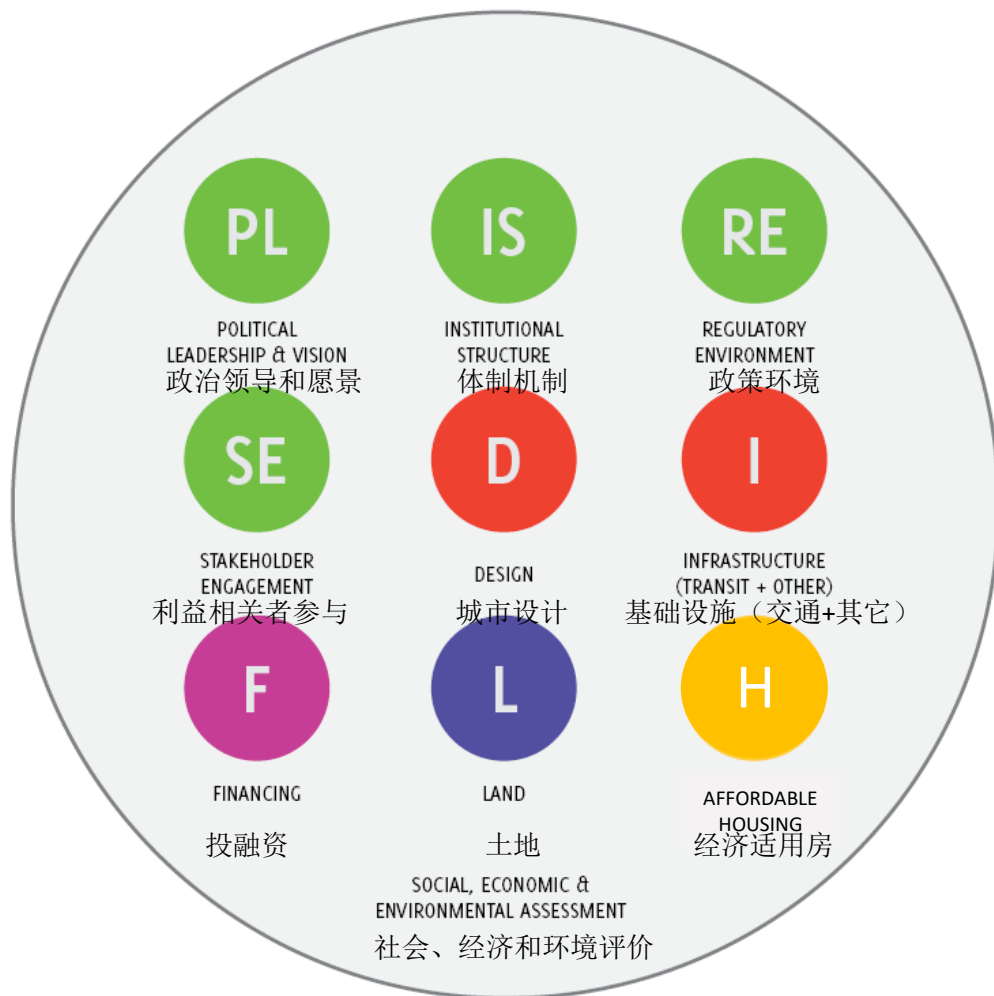 PL
IS
RE
POLITICAL
LEADERSHIP & VISION
政治领导和愿景
INSTITUTIONAL
STRUCTURE
体制机制
REGULATORY
ENVIRONMENT
政策环境
SE
D
I
STAKEHOLDER
ENGAGEMENT
利益相关者参与
DESIGN
城市设计
INFRASTRUCTURE
(TRANSIT + OTHER)
基础设施（交通+其它）
F
L
H
FINANCING
投融资
LAND
土地
AFFORDABLE
HOUSING
经济适用房
SOCIAL, ECONOMIC &
ENVIRONMENTAL ASSESSMENT
社会、经济和环境评价